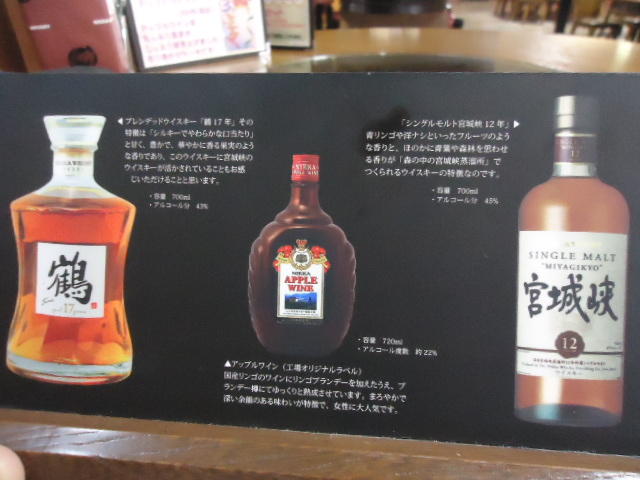 ◀ブレンデッドウイスキー「鶴17年」その
特徴は「シルキーでやわらかな口当たり」
と甘く、豊かで、華やかに香る果実のよう
な香りであり、このウイスキーに宮城峡の
ウイスキーが活かされていることもお感
じいただけることと思います。
・容量 700ml
・アルコール分 43%
「シングルモルト宮城峡12年」▶
青リンゴや洋ナシといったフルーツのよう
な香りと、ほのかに青葉や森林を思わせ
る香りが「森の中の宮城峡蒸溜所」で
つくられるウイスキーの特徴なのです。
・容量 700ml
・アルコール分 45%
鶴
17 years
NIKKA
APPLE
WINE
・容量 720ml
・アルコール度数 約22%
▲アップルワイン(工場オリジナルラベル)
国産リンゴのワインにリンゴブランデーを加えたうえ、ブ
ランデー樽にてゆっくりと熟成させています。まろやかで
深い余韻のある味わいが特徴で、女性に大人気です。
12
SINGLE MALT
"MIYAGIKYO"
宮城峡
12
ウイスキー